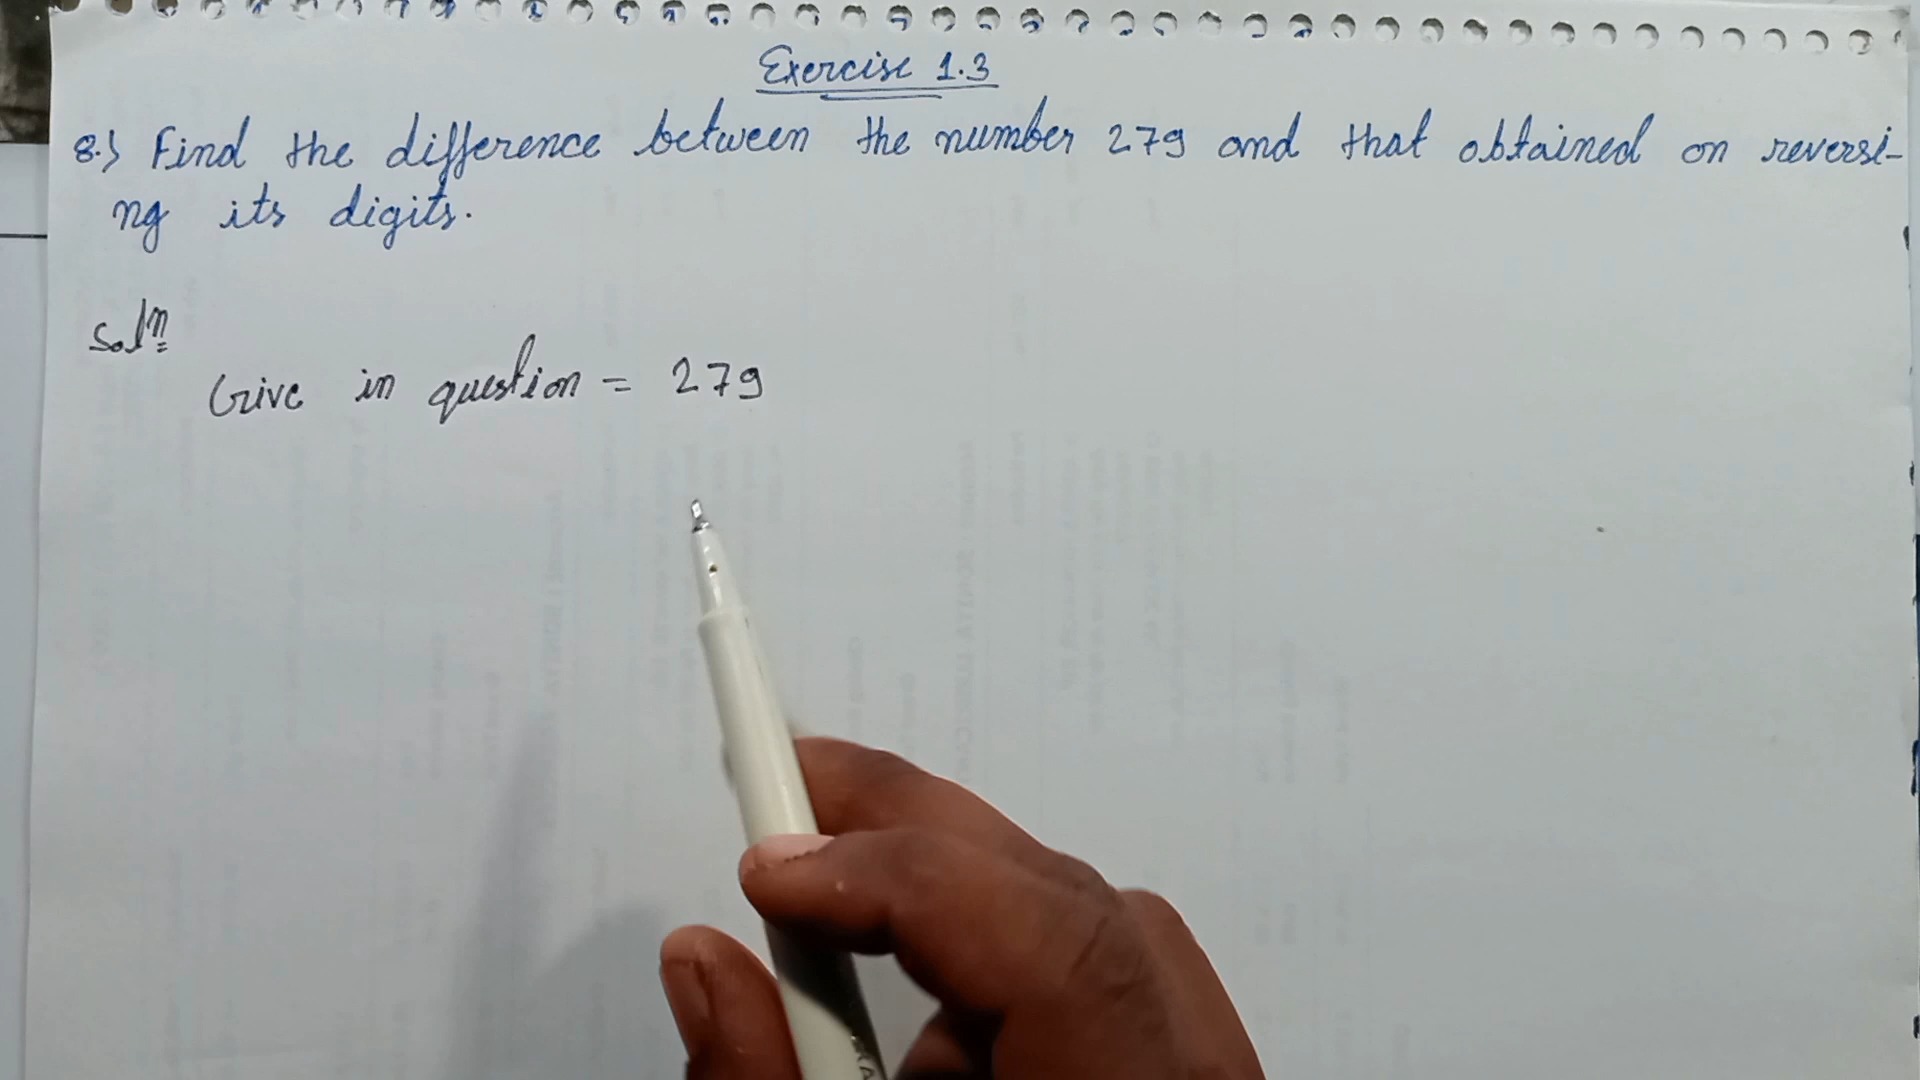 Exercise 1.3
8.) Find the difference between the number 279 and that obtained on reversi-
ng its digits.
Solⁿ
Give in question = 279